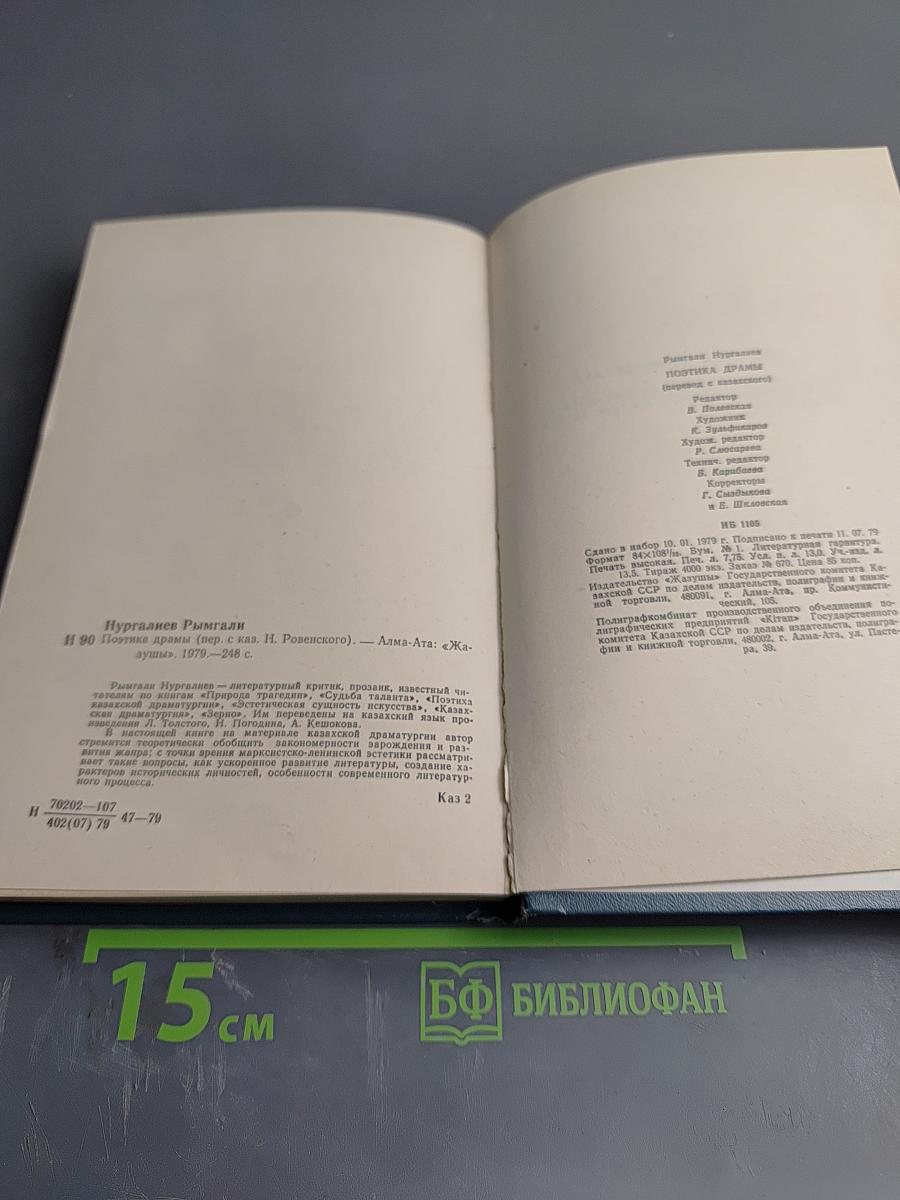 Нургалиев Рымгали
Н 90 Поэтика драмы (пер. с каз. Н. Ровенского). — Алма-Ата: «Жа-
зушы». 1979.—248 с.
Рымгали Нургалиев — литературный критик, прозаик, известный чи-
тателям по книгам «Природа трагедии», «Судьба таланта», «Поэтика
казахской драматургии», «Эстетическая сущность искусства», «Казах-
ская драматургия», «Зерно». Им переведены на казахский язык про-
изведения Л. Толстого, Н. Погодина, А. Кешокова.
В настоящей книге на материале казахской драматургии автор
стремится теоретически обобщить закономерности зарождения и раз-
вития жанра; с точки зрения марксистско-ленинской эстетики рассматри-
вает такие вопросы, как ускоренное развитие литературы, создание ха-
рактеров исторических личностей, особенности современного литератур-
ного процесса.
Каз 2
Н 70202—107
402(07) 79 47—79
Рымгали Нургалиев
ПОЭТИКА ДРАМЫ
(перевод с казахского)
Редактор
В. Полевская
Художник
К. Зульфикаров
Худож. редактор
Р. Слюсарева
Технич. редактор
Б. Карибаева
Корректоры
Г. Сыздыкова
и Е. Шкловская
ИБ 1105
Сдано в набор 10. 01. 1979 г. Подписано к печати 11. 07. 79
Формат 84×108¹/₃₂. Бум. № 1. Литературная гарнитура.
Печать высокая. Печ. л. 7,75. Усл. п. л. 13,0. Уч.-изд. л.
13,5. Тираж 4000 экз. Заказ № 670. Цена 85 коп.
Издательство «Жазушы» Государственного комитета Ка-
захской ССР по делам издательств, полиграфии и книж-
ной торговли, 480091, г. Алма-Ата, пр. Коммунисти-
ческий, 105.
Полиграфкомбинат производственного объединения по-
лиграфических предприятий «Кітап» Государственного
комитета Казахской ССР по делам издательств, полигра-
фии и книжной торговли, 480002, г. Алма-Ата, ул. Пасте-
ра, 39.
15 см
БФ БИБЛИОФАН